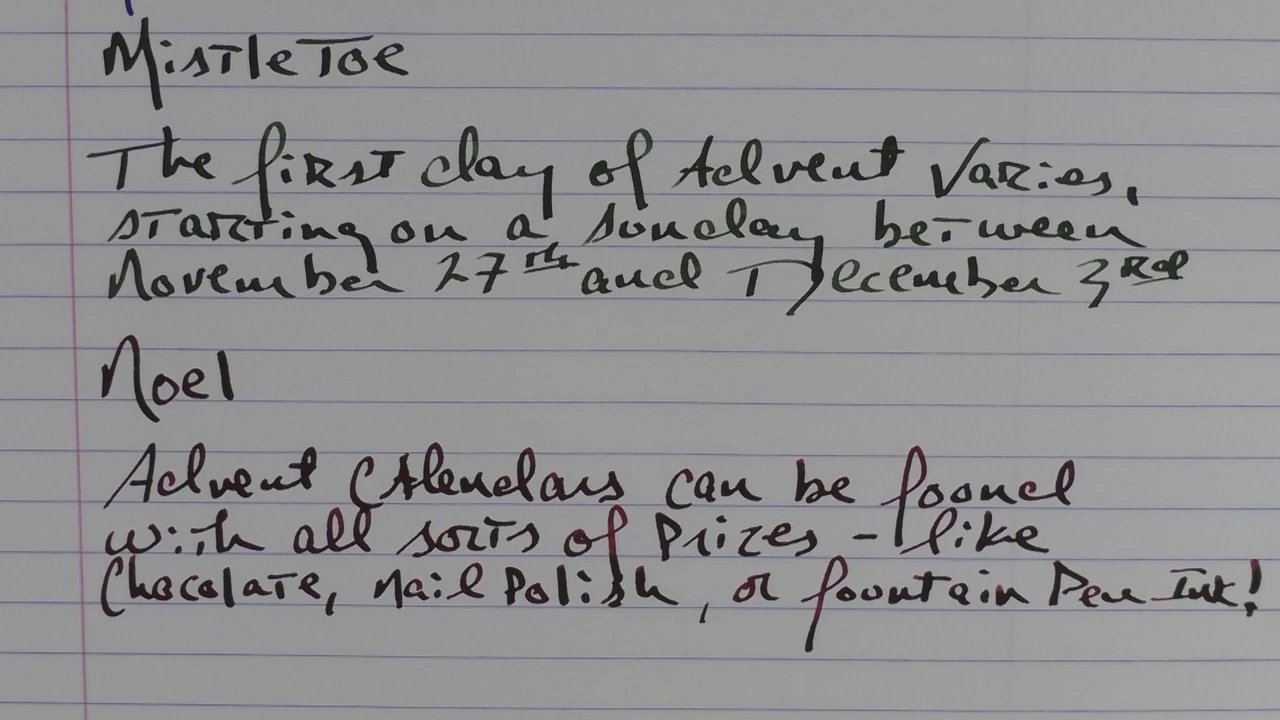 Mistletoe
The first day of Advent varies,
starting on a Sunday between
November 27th and December 3rd
Noel
Advent Calendars can be found
with all sorts of prizes - like
Chocolate, Nail Polish, or fountain Pen Ink!